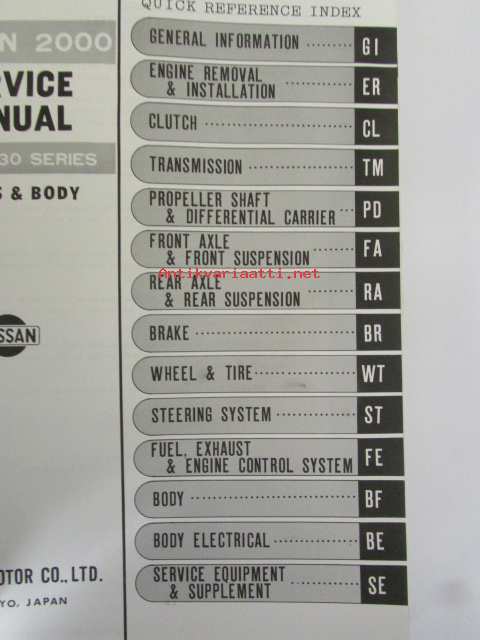 N 2000
RVICE
NUAL
30 SERIES
S & BODY
SSAN
OTOR CO., LTD.
YO, JAPAN
QUICK REFERENCE INDEX
GENERAL INFORMATION ········· GI
ENGINE REMOVAL
& INSTALLATION ············· ER
CLUTCH ···························· CL
TRANSMISSION ···················· TM
PROPELLER SHAFT
& DIFFERENTIAL CARRIER ··· PD
FRONT AXLE
& FRONT SUSPENSION ········ FA
Antikvariaatti.net
REAR AXLE
& REAR SUSPENSION ········· RA
BRAKE ······························ BR
WHEEL & TIRE ···················· WT
STEERING SYSTEM ··············· ST
FUEL, EXHAUST
& ENGINE CONTROL SYSTEM FE
BODY ······························· BF
BODY ELECTRICAL ··············· BE
SERVICE EQUIPMENT
& SUPPLEMENT ············· SE